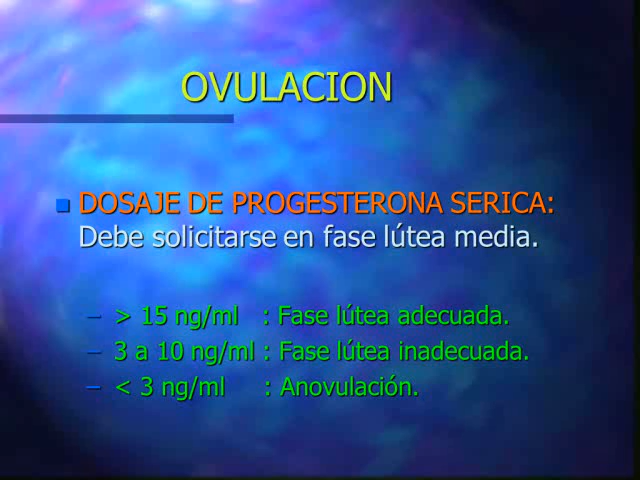 OVULACION
DOSAJE DE PROGESTERONA SERICA:
Debe solicitarse en fase lútea media.
– > 15 ng/ml : Fase lútea adecuada.
– 3 a 10 ng/ml : Fase lútea inadecuada.
– < 3 ng/ml : Anovulación.